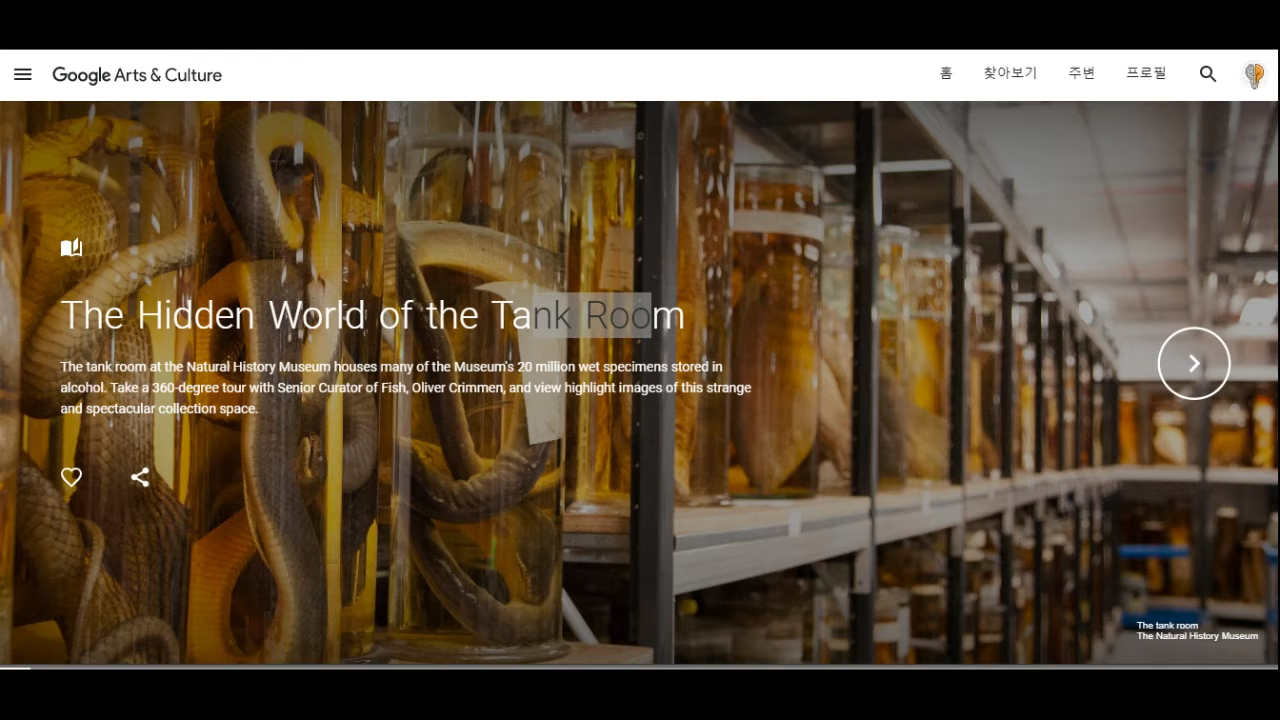 Google Arts & Culture
홈 찾아보기 주변 프로필
The Hidden World of the Tank Room
The tank room at the Natural History Museum houses many of the Museum's 20 million wet specimens stored in
alcohol. Take a 360-degree tour with Senior Curator of Fish, Oliver Crimmen, and view highlight images of this strange
and spectacular collection space.
The tank room
The Natural History Museum